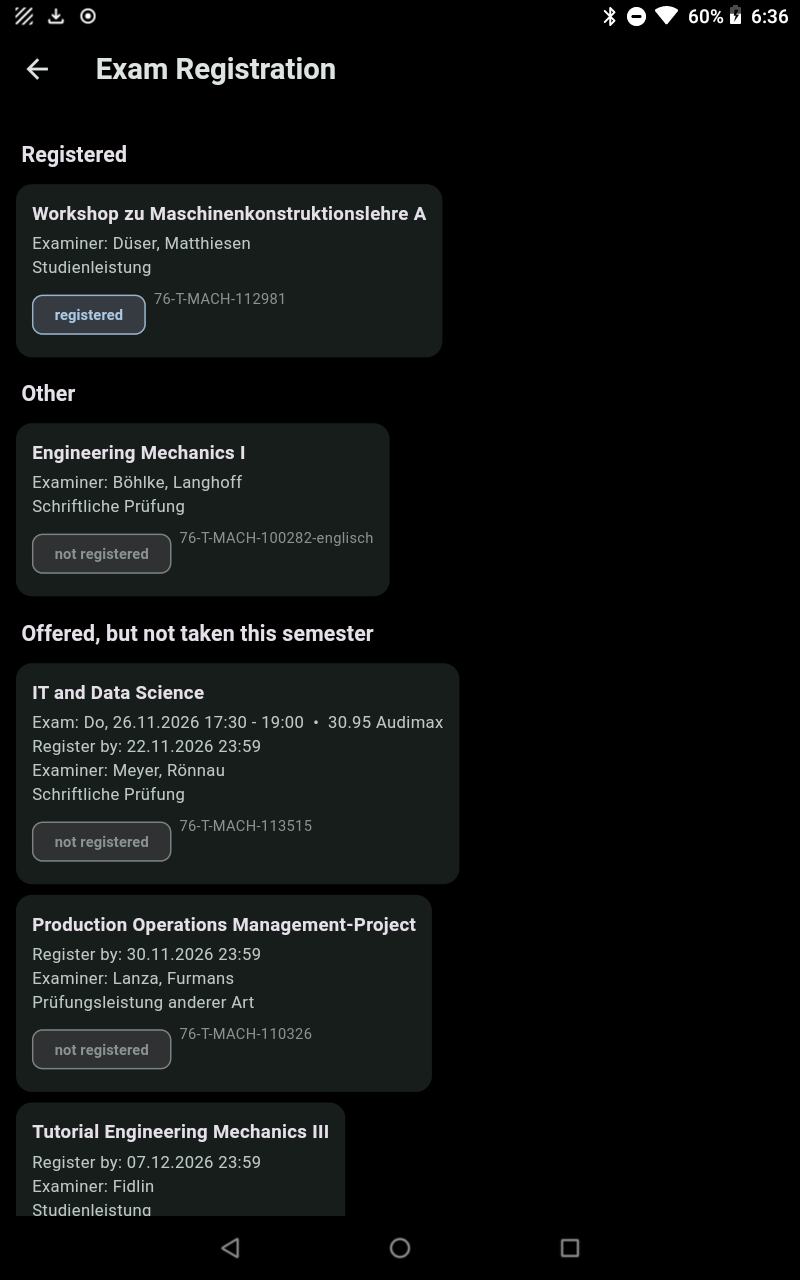 60% 6:36
Exam Registration
Registered
Workshop zu Maschinenkonstruktionslehre A
Examiner: Düser, Matthiesen
Studienleistung
registered 76-T-MACH-112981
Other
Engineering Mechanics I
Examiner: Böhlke, Langhoff
Schriftliche Prüfung
not registered 76-T-MACH-100282-englisch
Offered, but not taken this semester
IT and Data Science
Exam: Do, 26.11.2026 17:30 - 19:00 • 30.95 Audimax
Register by: 22.11.2026 23:59
Examiner: Meyer, Rönnau
Schriftliche Prüfung
not registered 76-T-MACH-113515
Production Operations Management-Project
Register by: 30.11.2026 23:59
Examiner: Lanza, Furmans
Prüfungsleistung anderer Art
not registered 76-T-MACH-110326
Tutorial Engineering Mechanics III
Register by: 07.12.2026 23:59
Examiner: Fidlin
Studienleistung